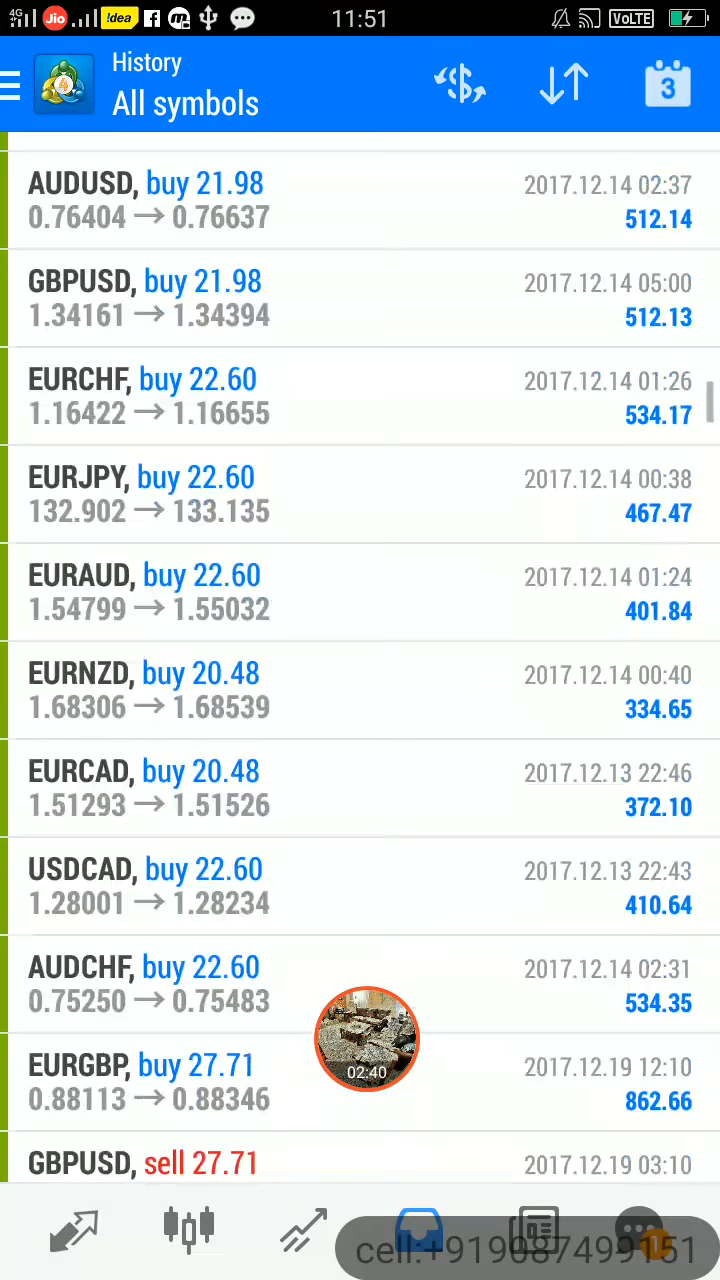 4G Jio !dea 11:51 VoLTE
History
All symbols
3
4
AUDUSD, buy 21.98 2017.12.14 02:37
0.76404 → 0.76637 512.14
GBPUSD, buy 21.98 2017.12.14 05:00
1.34161 → 1.34394 512.13
EURCHF, buy 22.60 2017.12.14 01:26
1.16422 → 1.16655 534.17
EURJPY, buy 22.60 2017.12.14 00:38
132.902 → 133.135 467.47
EURAUD, buy 22.60 2017.12.14 01:24
1.54799 → 1.55032 401.84
EURNZD, buy 20.48 2017.12.14 00:40
1.68306 → 1.68539 334.65
EURCAD, buy 20.48 2017.12.13 22:46
1.51293 → 1.51526 372.10
USDCAD, buy 22.60 2017.12.13 22:43
1.28001 → 1.28234 410.64
AUDCHF, buy 22.60 2017.12.14 02:31
0.75250 → 0.75483 534.35
02:40
EURGBP, buy 27.71 2017.12.19 12:10
0.88113 → 0.88346 862.66
GBPUSD, sell 27.71 2017.12.19 03:10
cell:+919087499151